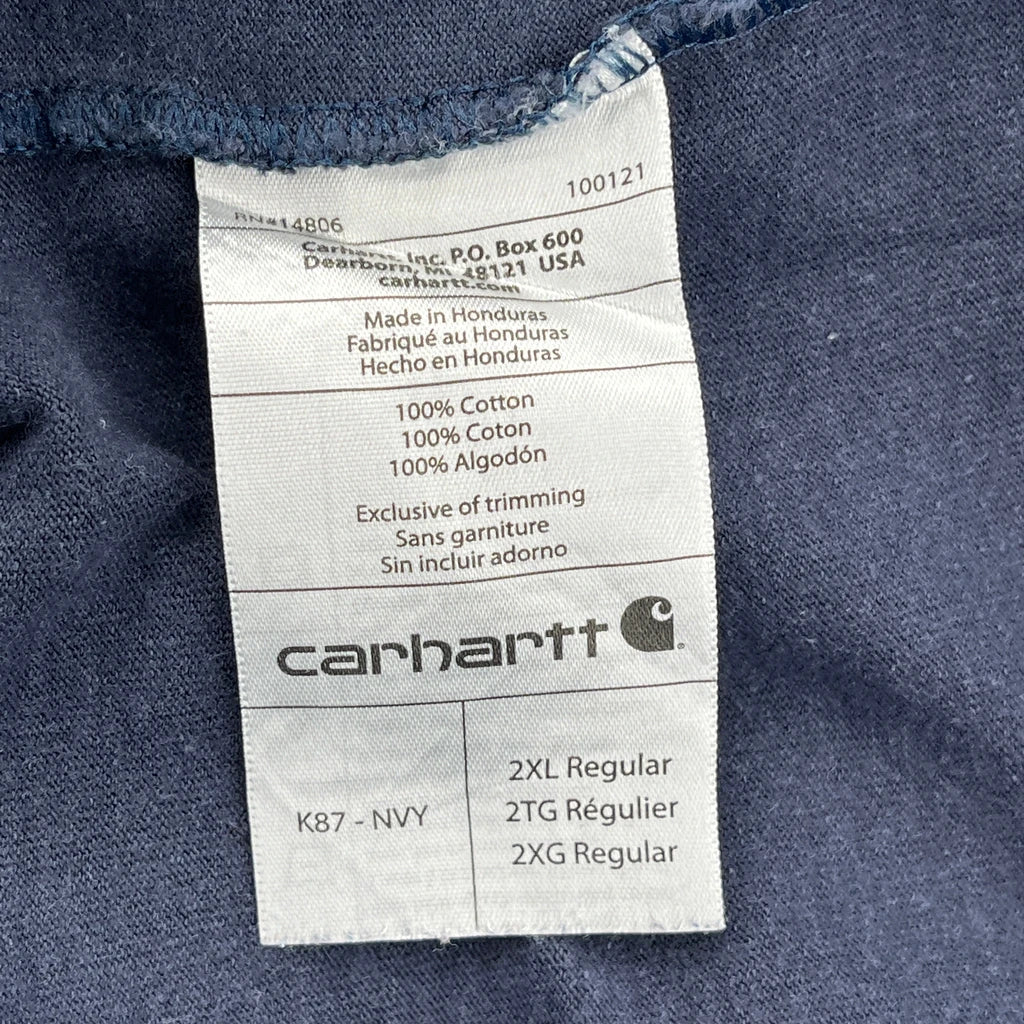 100121
RN#14806
Carhartt, Inc. P.O. Box 600
Dearborn, MI 48121 USA
carhartt.com
Made in Honduras
Fabriqué au Honduras
Hecho en Honduras
100% Cotton
100% Coton
100% Algodón
Exclusive of trimming
Sans garniture
Sin incluir adorno
carhartt
K87 - NVY
2XL Regular
2TG Régulier
2XG Regular